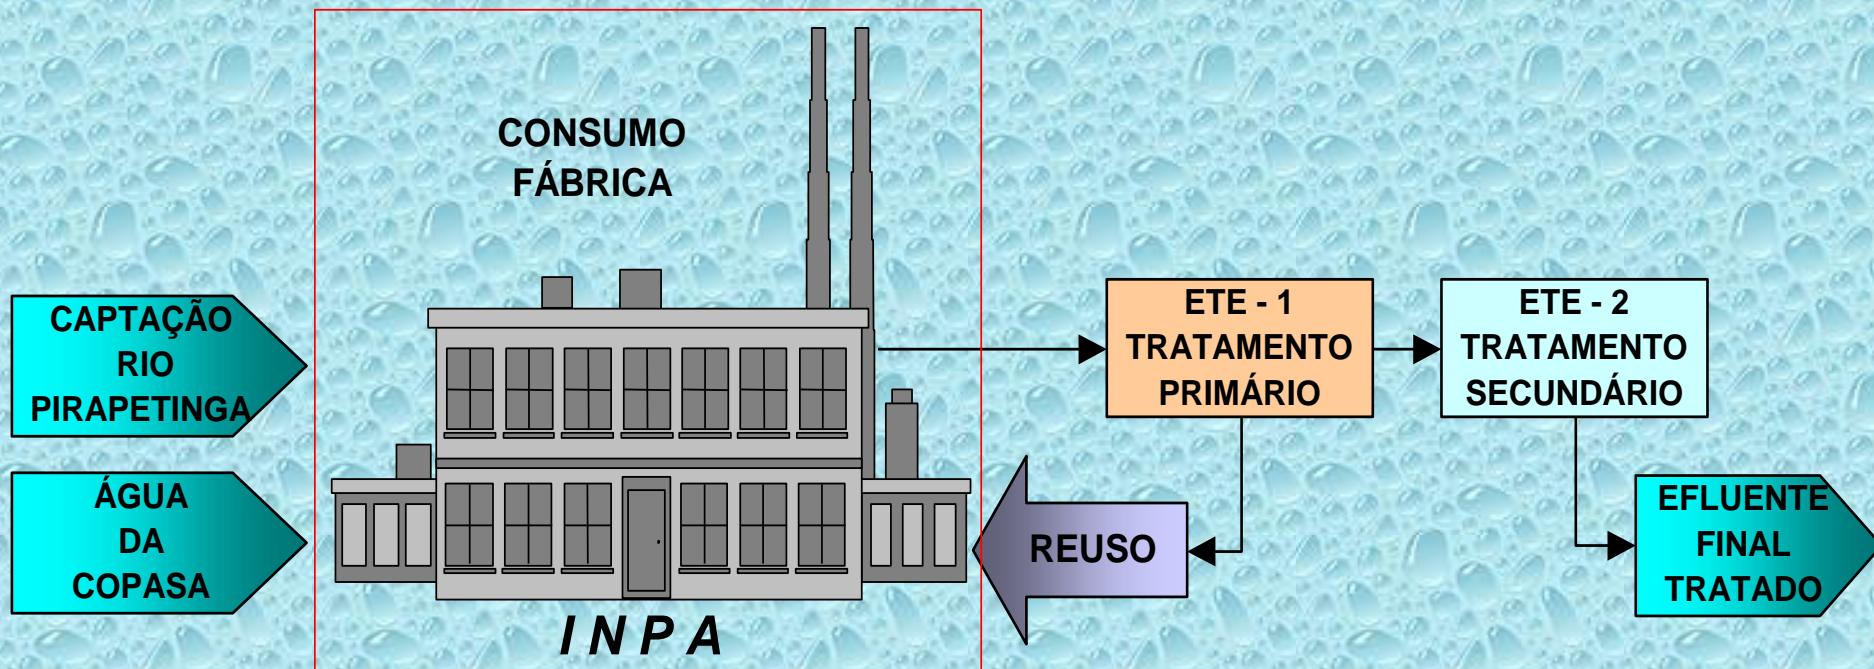 CONSUMO
FÁBRICA
CAPTAÇÃO
RIO
PIRAPETINGA
ÁGUA
DA
COPASA
I N P A
ETE - 1
TRATAMENTO
PRIMÁRIO
ETE - 2
TRATAMENTO
SECUNDÁRIO
REUSO
EFLUENTE
FINAL
TRATADO